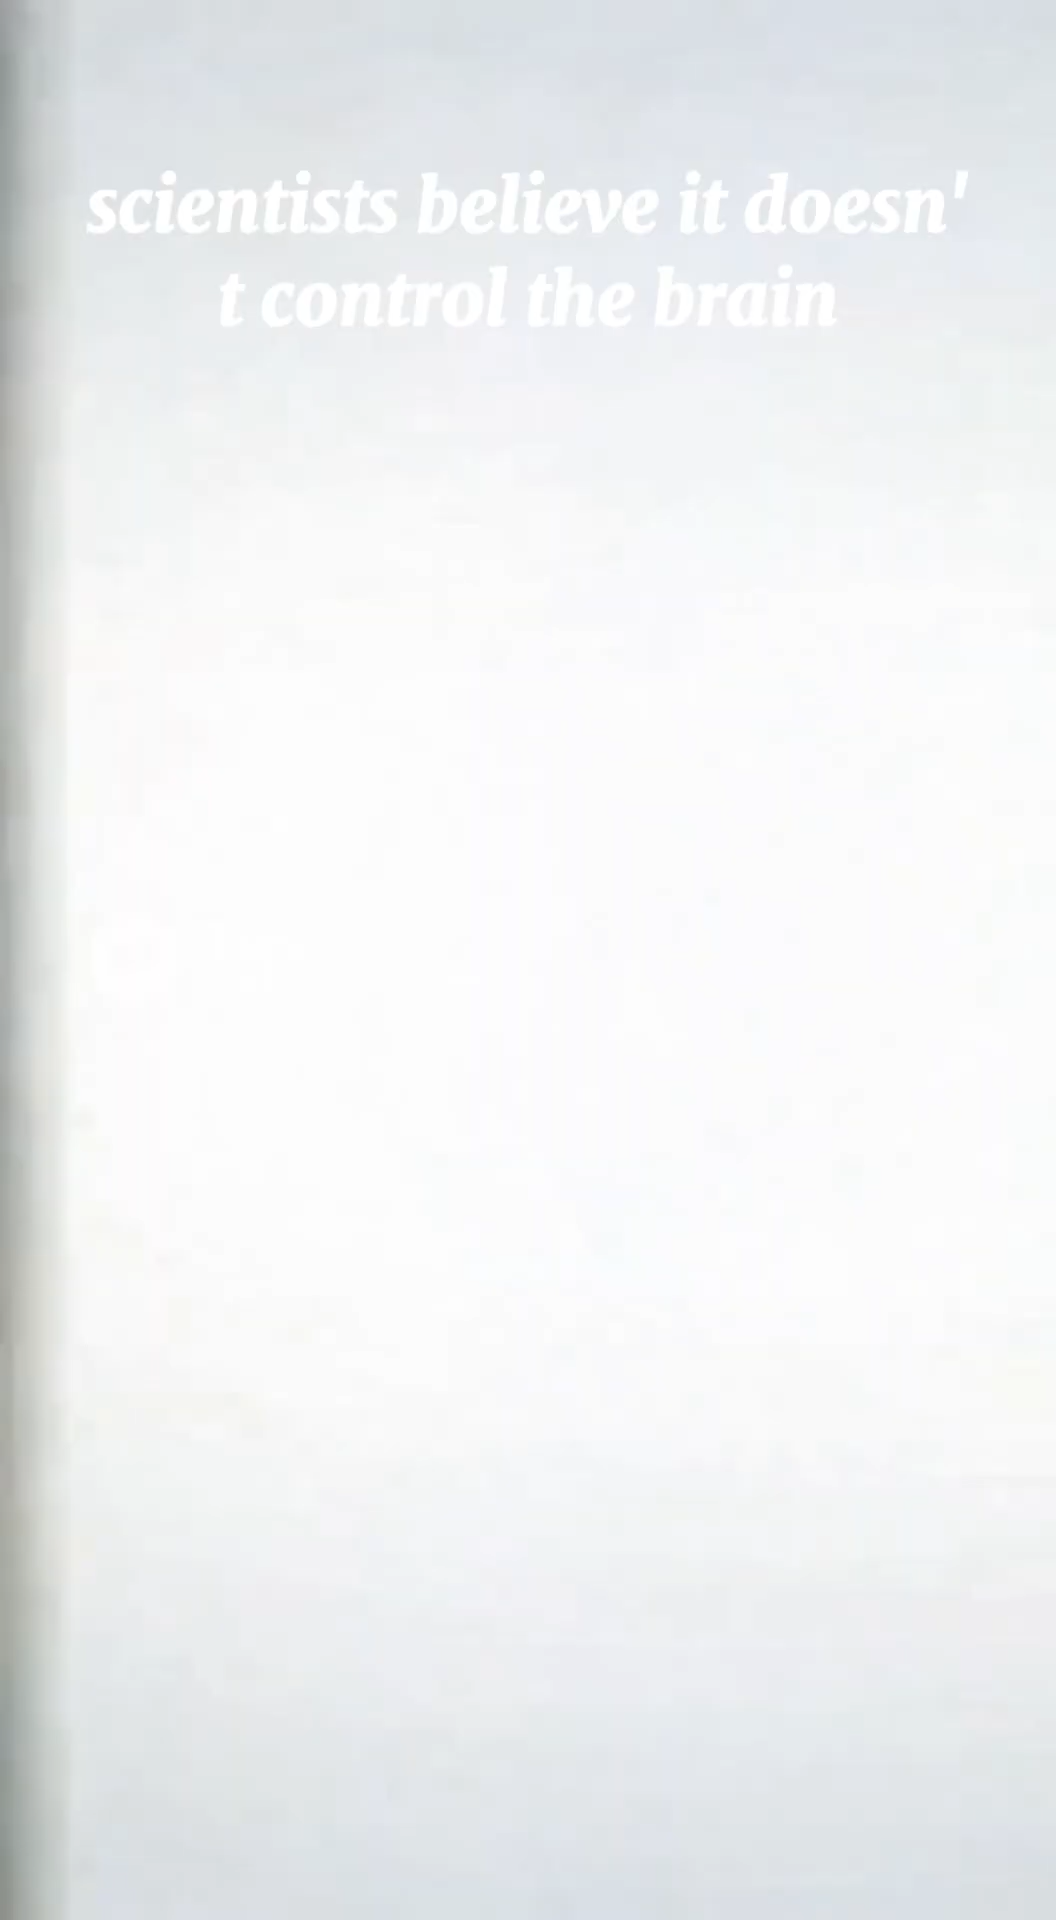 scientists believe it doesn'
t control the brain